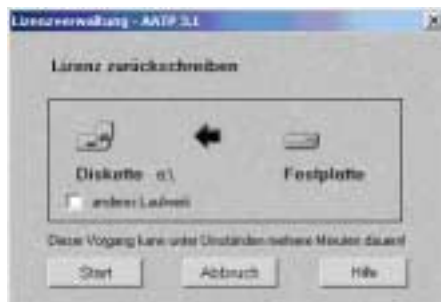 Lizenzverwaltung - AATP 3.1
Lizenz zurückschreiben
Diskette a:\
Festplatte
anderes Laufwerk
Dieser Vorgang kann unter Umständen mehrere Minuten dauern!
Start
Abbruch
Hilfe